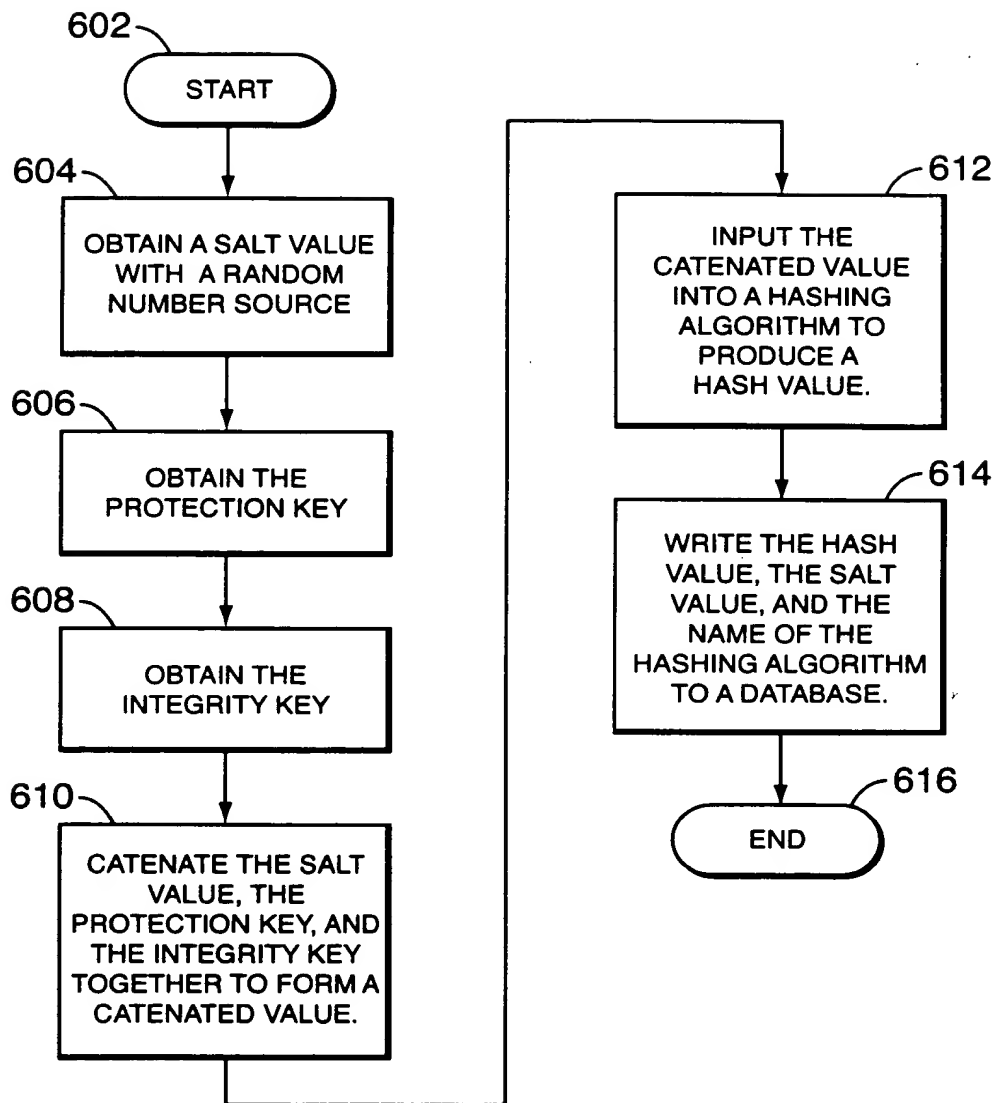 602
START
604
OBTAIN A SALT VALUE
WITH A RANDOM
NUMBER SOURCE
606
OBTAIN THE
PROTECTION KEY
608
OBTAIN THE
INTEGRITY KEY
610
CATENATE THE SALT
VALUE, THE
PROTECTION KEY, AND
THE INTEGRITY KEY
TOGETHER TO FORM A
CATENATED VALUE.
612
INPUT THE
CATENATED VALUE
INTO A HASHING
ALGORITHM TO
PRODUCE A
HASH VALUE.
614
WRITE THE HASH
VALUE, THE SALT
VALUE, AND THE
NAME OF THE
HASHING ALGORITHM
TO A DATABASE.
616
END